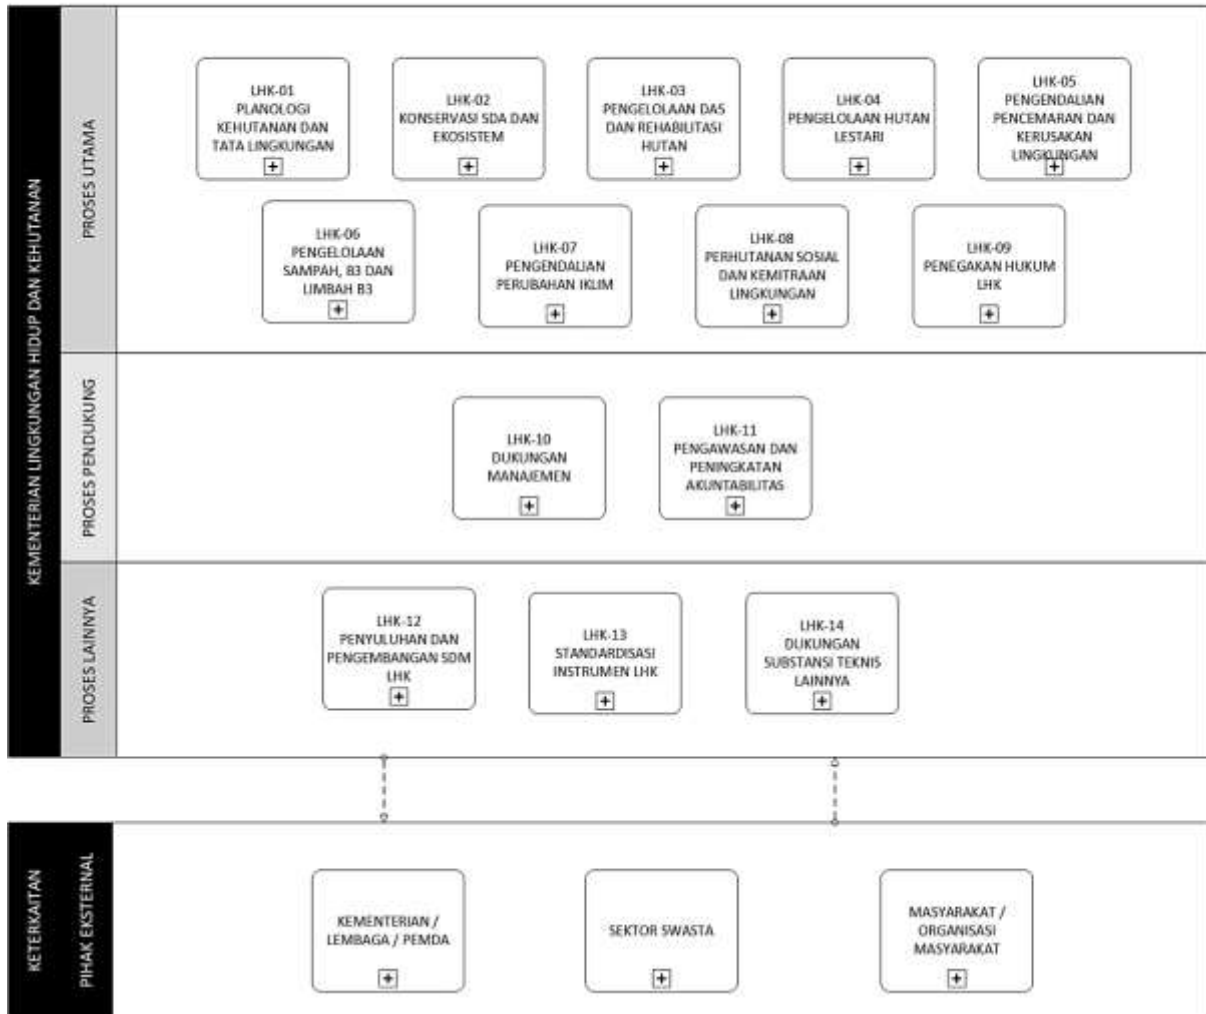 KEMENTERIAN LINGKUNGAN HIDUP DAN KEHUTANAN
PROSES UTAMA
LHK-01
PLANOLOGI
KEHUTANAN DAN
TATA LINGKUNGAN
LHK-02
KONSERVASI SDA DAN
EKOSISTEM
LHK-03
PENGELOLAAN DAS
DAN REHABILITASI
HUTAN
LHK-04
PENGELOLAAN HUTAN
LESTARI
LHK-05
PENGENDALIAN
PENCEMARAN DAN
KERUSAKAN
LINGKUNGAN
LHK-06
PENGELOLAAN
SAMPAH, B3 DAN
LIMBAH B3
LHK-07
PENGENDALIAN
PERUBAHAN IKLIM
LHK-08
PERHUTANAN SOSIAL
DAN KEMITRAAN
LINGKUNGAN
LHK-09
PENEGAKAN HUKUM
LHK
PROSES PENDUKUNG
LHK-10
DUKUNGAN
MANAJEMEN
LHK-11
PENGAWASAN DAN
PENINGKATAN
AKUNTABILITAS
PROSES LAINNYA
LHK-12
PENYULUHAN DAN
PENGEMBANGAN SDM
LHK
LHK-13
STANDARDISASI
INSTRUMEN LHK
LHK-14
DUKUNGAN
SUBSTANSI TEKNIS
LAINNYA
KETERKAITAN
PIHAK EKSTERNAL
KEMENTERIAN /
LEMBAGA / PEMDA
SEKTOR SWASTA
MASYARAKAT /
ORGANISASI
MASYARAKAT